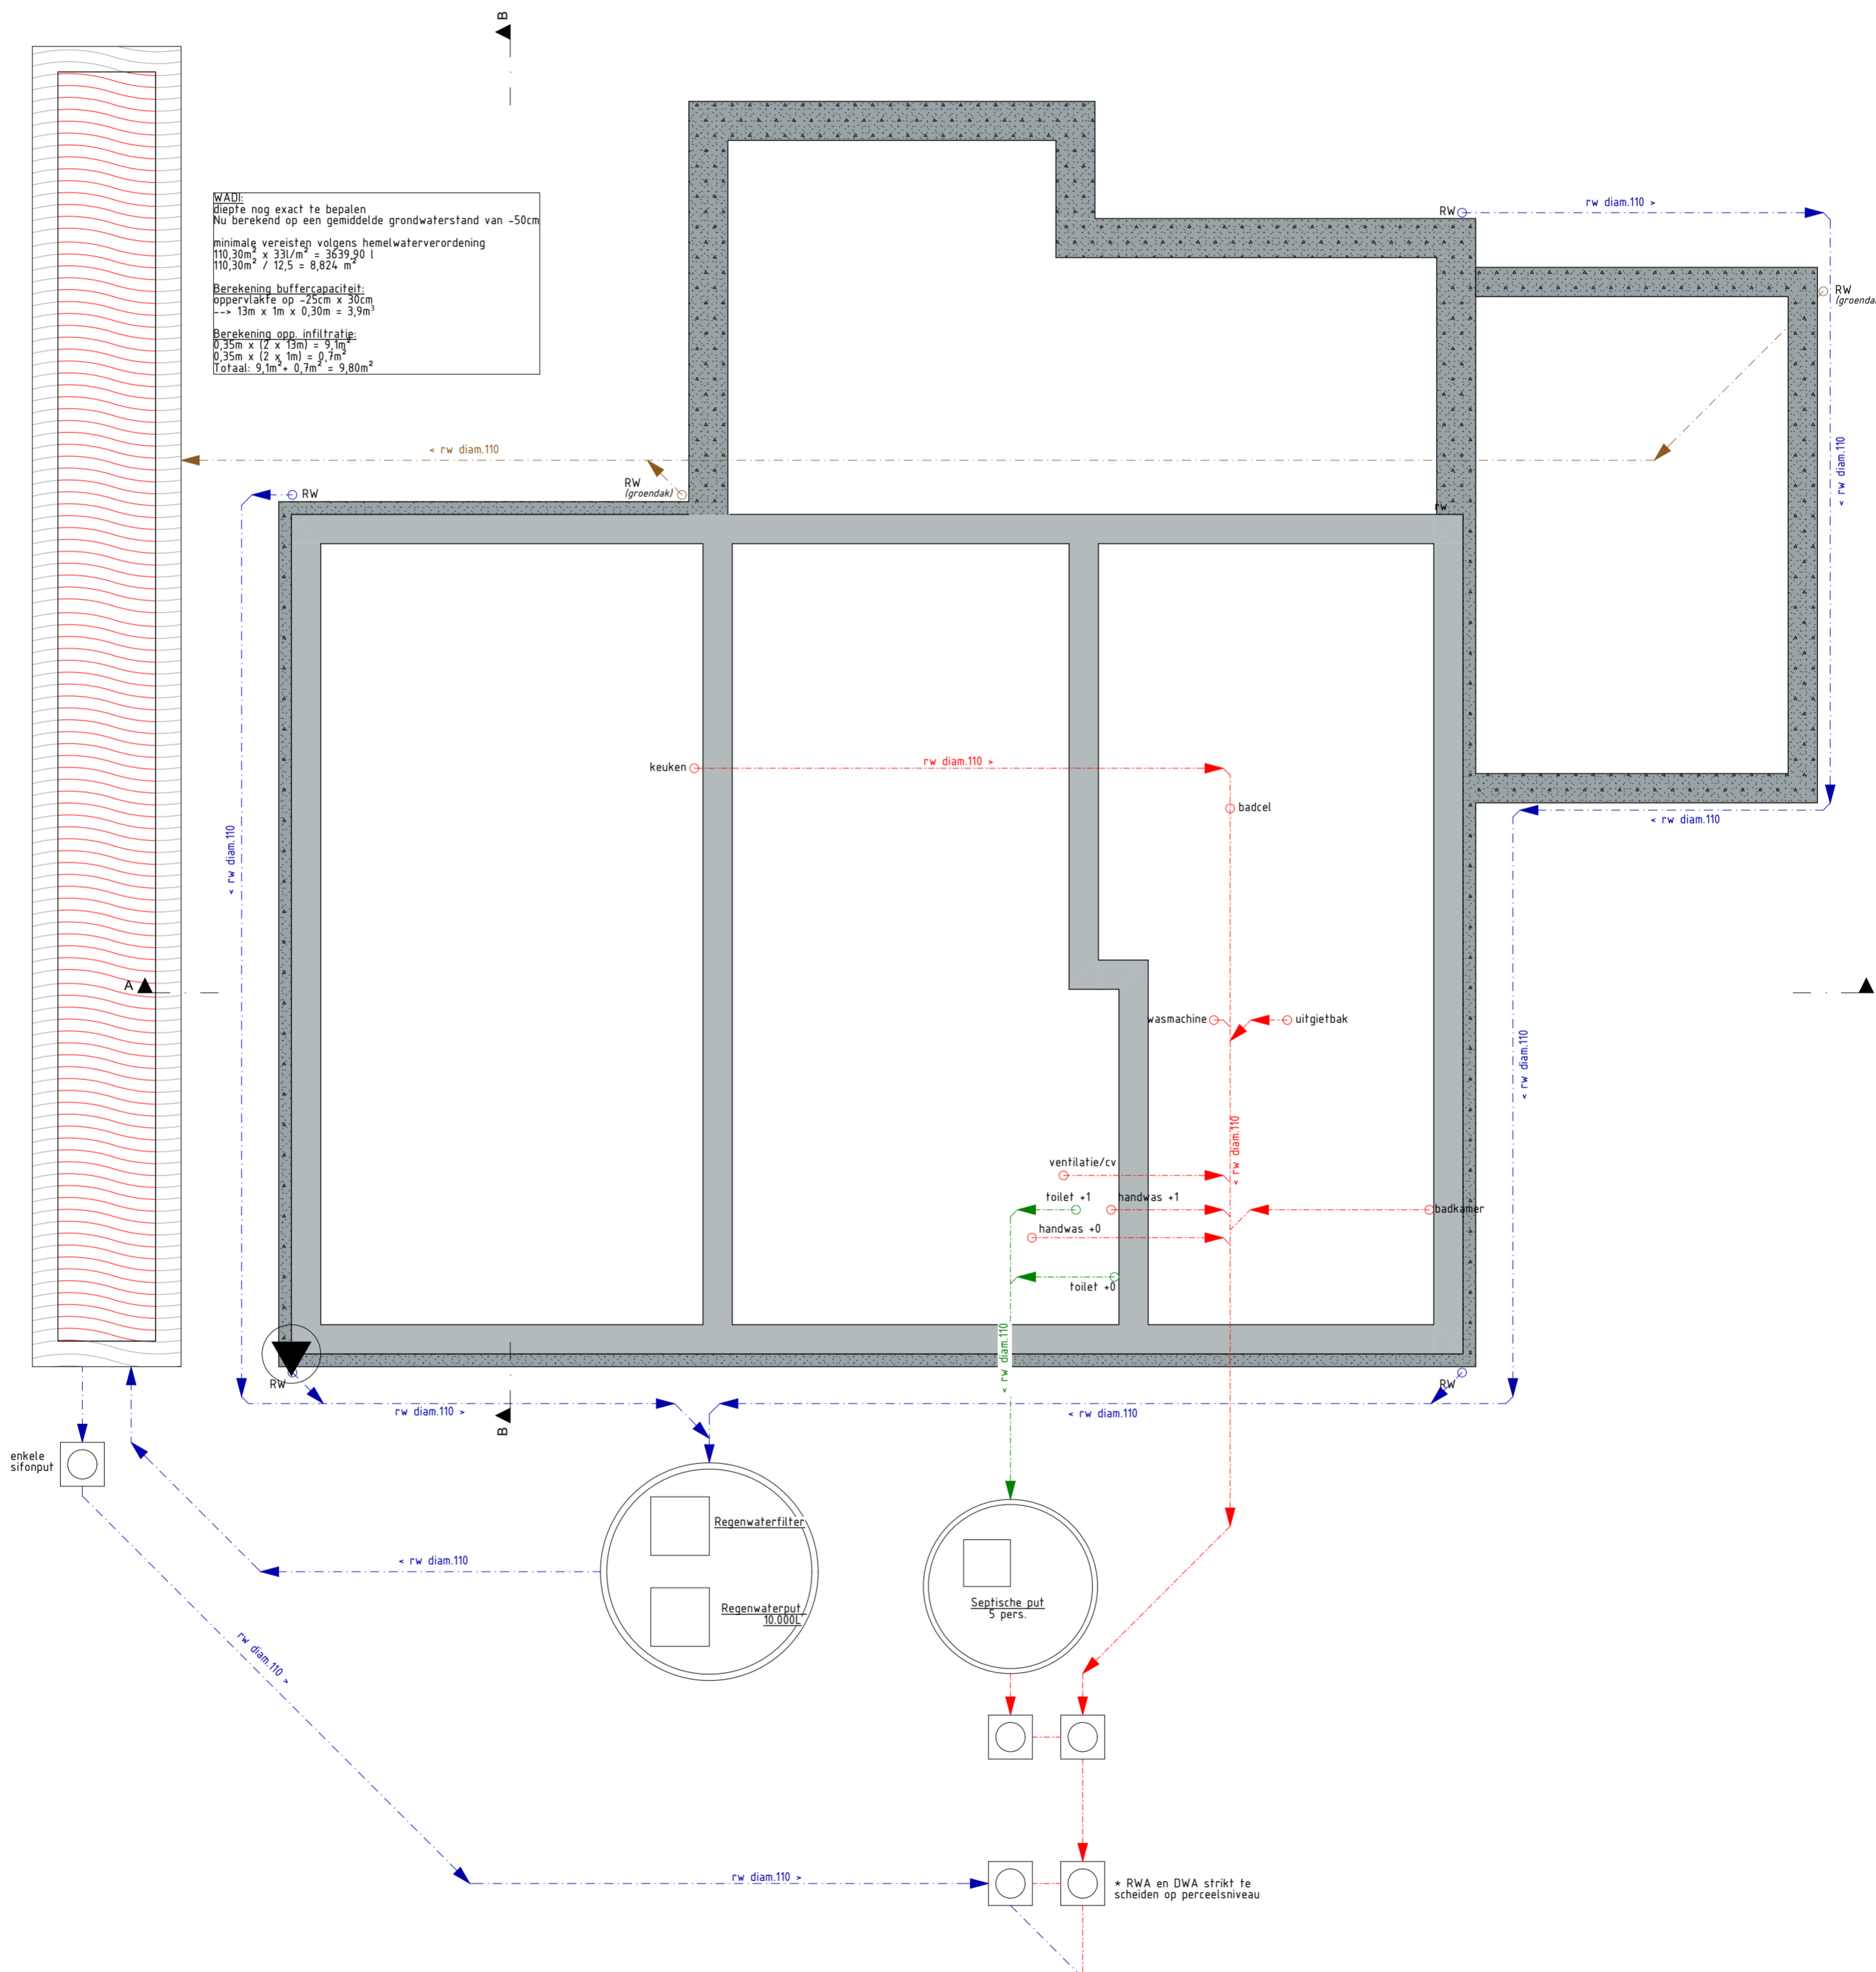 B
WADI:
diepte nog exact te bepalen
Nu berekend op een gemiddelde grondwaterstand van -50cm
minimale vereisten volgens hemelwaterverordening
110,30m² x 33l/m² = 3639,90 l
110,30m² / 12,5 = 8,824 m²
Berekening buffercapaciteit:
oppervlakte op -25cm x 30cm
--> 13m x 1m x 0,30m = 3,9m³
Berekening opp. infiltratie:
0,35m x (2 x 13m) = 9,1m²
0,35m x (2 x 1m) = 0,7m²
Totaal: 9,1m²+ 0,7m² = 9,80m²
rw diam.110 >
RW
RW
(groendak
< rw diam.110
< rw diam.110
RW
(groendak)
RW
rw
keuken
rw diam.110 >
badcel
< rw diam.110
< rw diam.110
A
wasmachine
uitgietbak
< rw diam.110
< rw diam.110
ventilatie/cv
toilet +1
handwas +1
badkamer
handwas +0
toilet +0
< rw diam.110
RW
RW
rw diam.110 >
< rw diam.110
B
enkele
sifonput
Regenwaterfilter
< rw diam.110
Regenwaterput
10.000L
Septische put
5 pers.
rw diam.110 >
rw diam.110 >
* RWA en DWA strikt te
scheiden op perceelsniveau